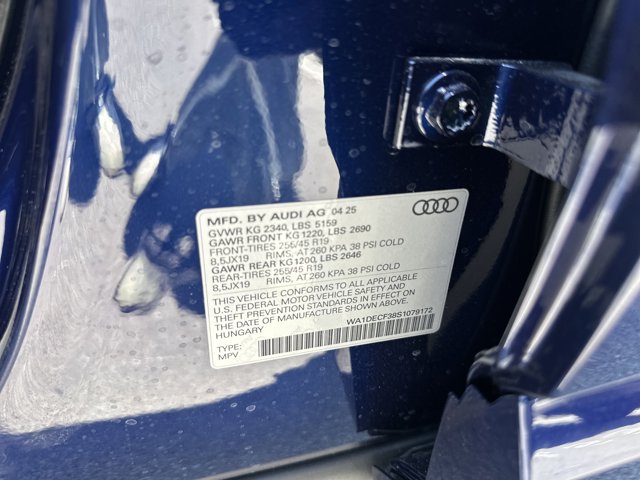 MFD. BY AUDI AG 04 25
GVWR KG 2340, LBS 5159
GAWR FRONT KG 1220, LBS 2690
FRONT-TIRES 255/45 R19
8,5JX19 RIMS, AT 260 KPA 38 PSI COLD
GAWR REAR KG 1200, LBS 2646
REAR-TIRES 255/45 R19
8,5JX19 RIMS, AT 260 KPA 38 PSI COLD
THIS VEHICLE CONFORMS TO ALL APPLICABLE
U.S. FEDERAL MOTOR VEHICLE SAFETY AND
THEFT PREVENTION STANDARDS IN EFFECT ON
THE DATE OF MANUFACTURE SHOWN ABOVE.
HUNGARY
WA1DECF38S1079172
TYPE:
MPV